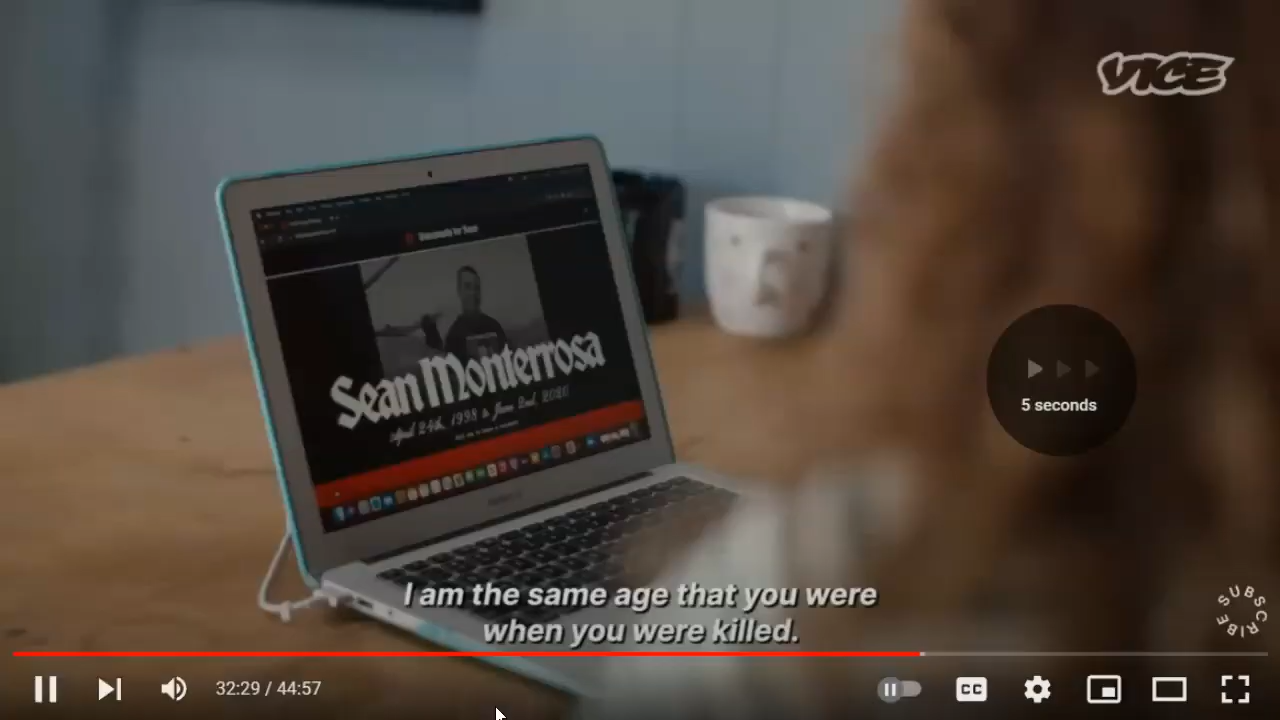 VICE
Sean Monterrosa
April 24th, 1998 to June 2nd, 2020
5 seconds
I am the same age that you were
when you were killed.
SUBSCRIBE
32:29 / 44:57
CC